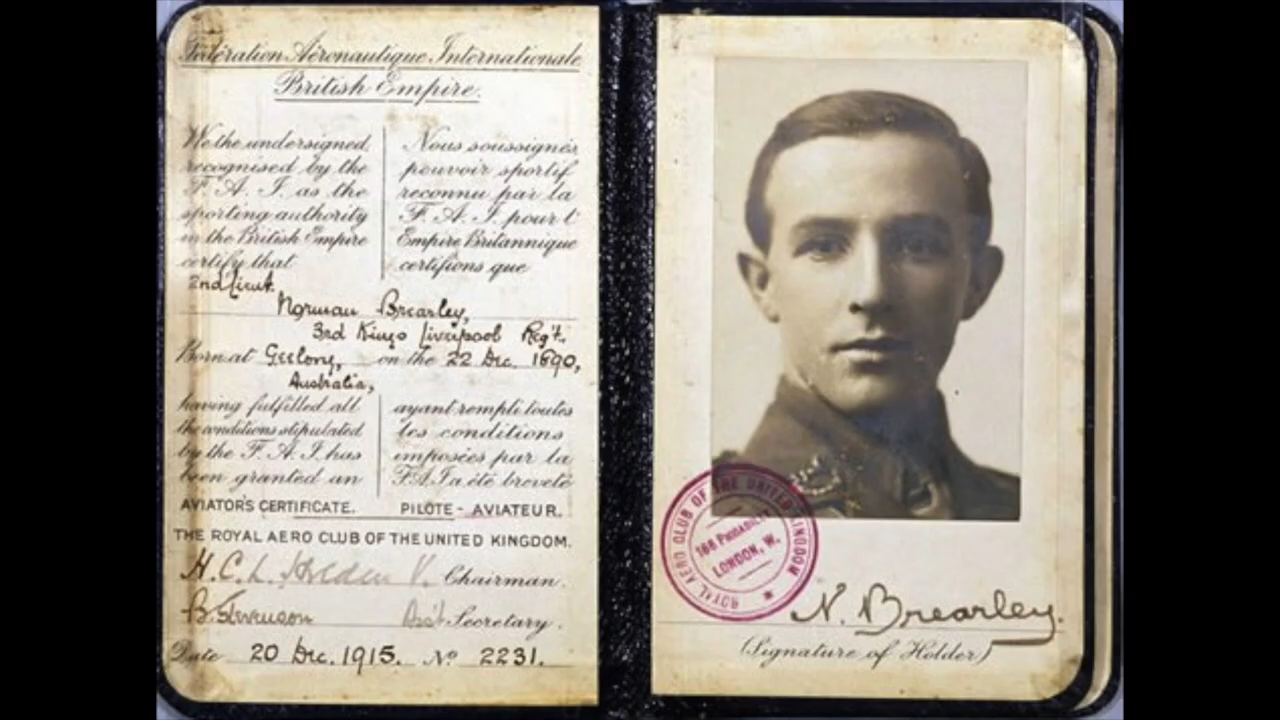 Fédération Aéronautique Internationale
British Empire.
We the undersigned
recognised by the
F. A. I. as the
sporting authority
in the British Empire
certify that
Nous soussignés
pouvoir sportif
reconnu par la
F. A. I. pour l'
Empire Britannique
certifions que
2nd Lieut.
Norman Brearley,
3rd Kings Liverpool Reg't.
Born at Geelong, on the 22 Dec. 1890,
Australia,
having fulfilled all
the conditions stipulated
by the F. A. I. has
been granted an
AVIATOR'S CERTIFICATE.
ayant rempli toutes
les conditions
imposées par la
F.A.I a été breveté
PILOTE - AVIATEUR.
THE ROYAL AERO CLUB OF THE UNITED KINGDOM.
H. C. L. Holden V. Chairman.
B. Stevenson Ass't. Secretary.
Date 20 Dec. 1915. No 2231.
ROYAL AERO CLUB OF THE UNITED KINGDOM
166 PICCADILLY
LONDON, W.
N. Brearley.
(Signature of Holder)